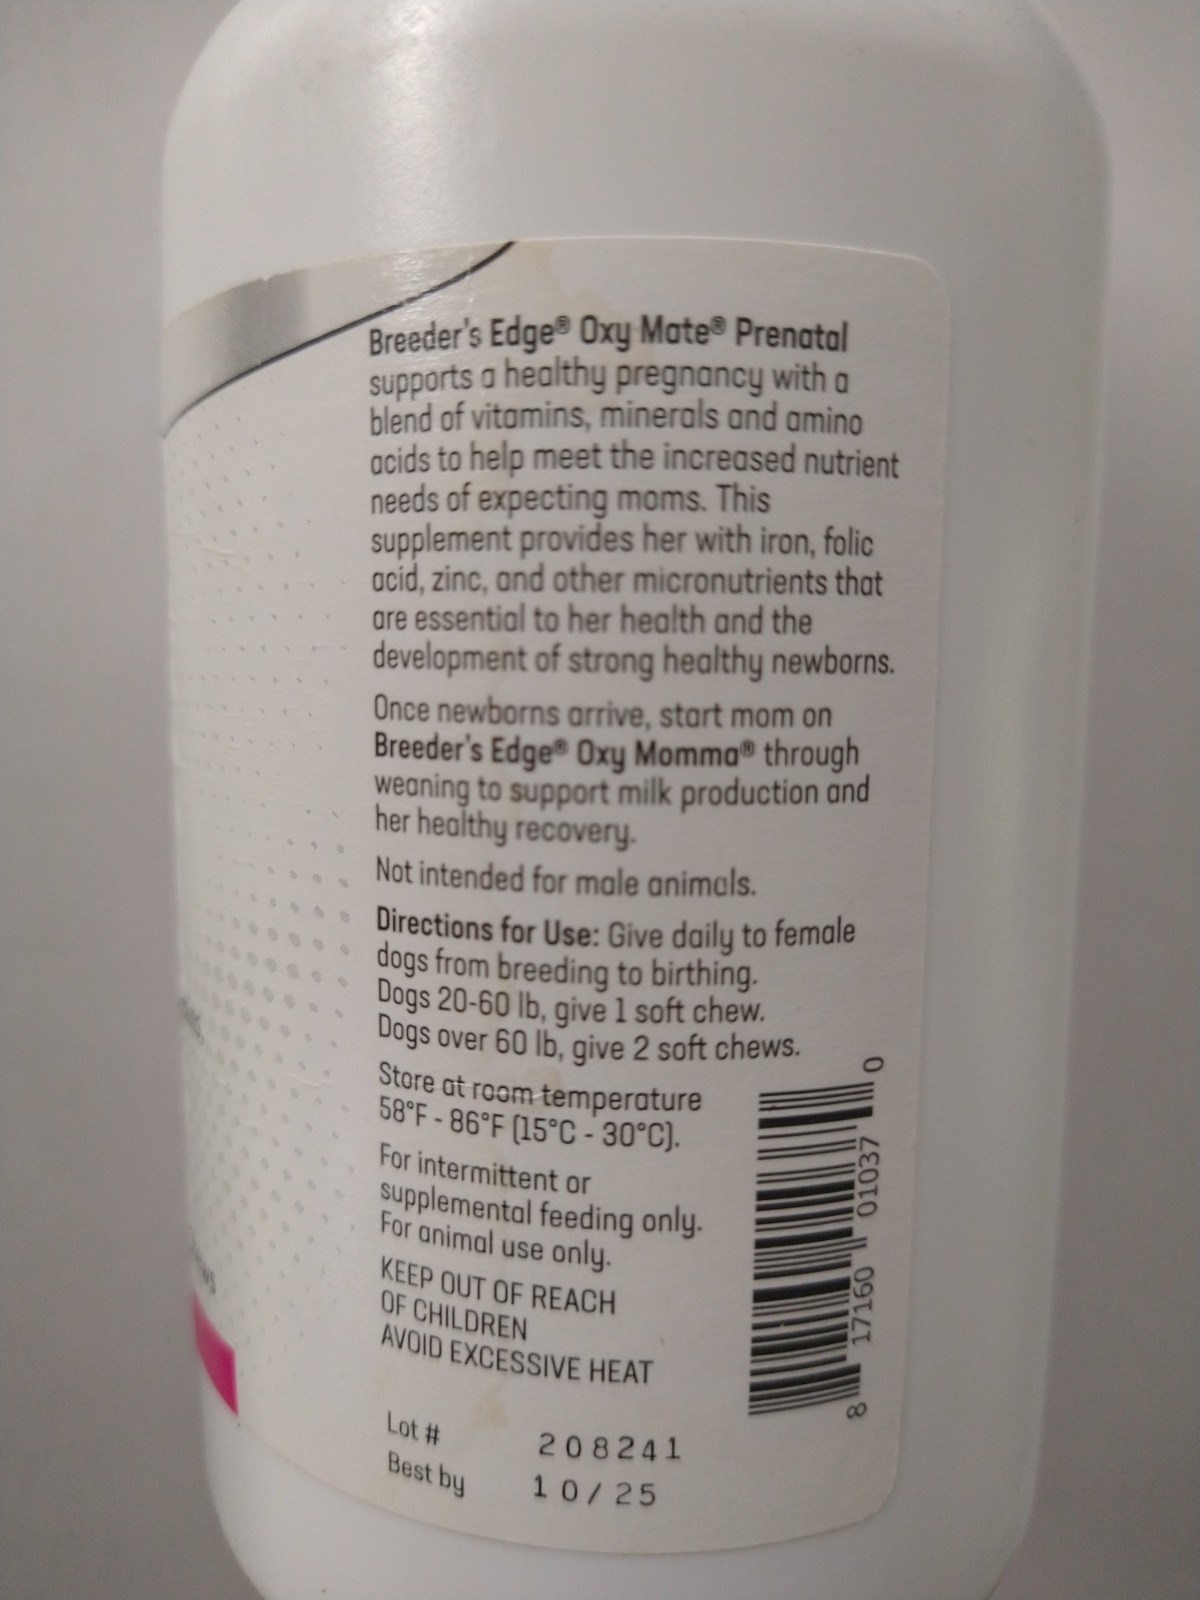 Breeder's Edge® Oxy Mate® Prenatal
supports a healthy pregnancy with a
blend of vitamins, minerals and amino
acids to help meet the increased nutrient
needs of expecting moms. This
supplement provides her with iron, folic
acid, zinc, and other micronutrients that
are essential to her health and the
development of strong healthy newborns.
Once newborns arrive, start mom on
Breeder's Edge® Oxy Momma® through
weaning to support milk production and
her healthy recovery.
Not intended for male animals.
Directions for Use: Give daily to female
dogs from breeding to birthing.
Dogs 20-60 lb, give 1 soft chew.
Dogs over 60 lb, give 2 soft chews.
Store at room temperature
58°F - 86°F (15°C - 30°C).
For intermittent or
supplemental feeding only.
For animal use only.
KEEP OUT OF REACH
OF CHILDREN
AVOID EXCESSIVE HEAT
Lot # 208241
Best by 10/25
8 17160 01037 0